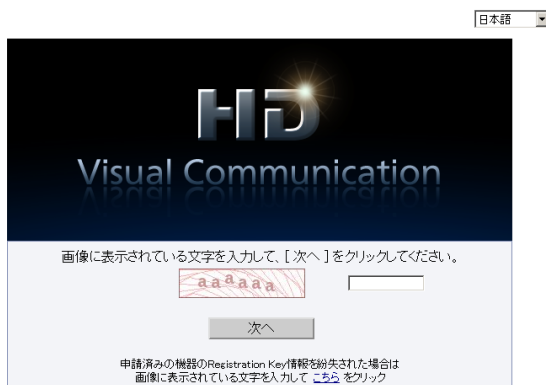 日本語
HD
Visual Communication
画像に表示されている文字を入力して、[ 次へ ]をクリックしてください。
aaaaaa
次へ
申請済みの機器のRegistration Key情報を紛失された場合は
画像に表示されている文字を入力して こちら をクリック